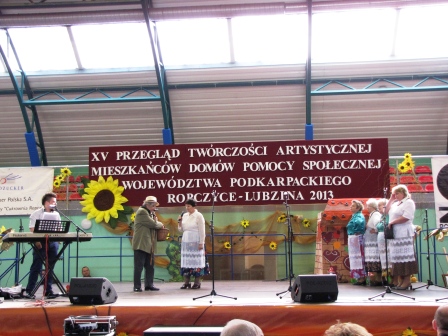 XV PRZEGLĄD TWÓRCZOŚCI ARTYSTYCZNEJ
MIESZKAŃCÓW DOMÓW POMOCY SPOŁECZNEJ
WOJEWÓDZTWA PODKARPACKIEGO
ROPCZYCE - LUBZINA 2013